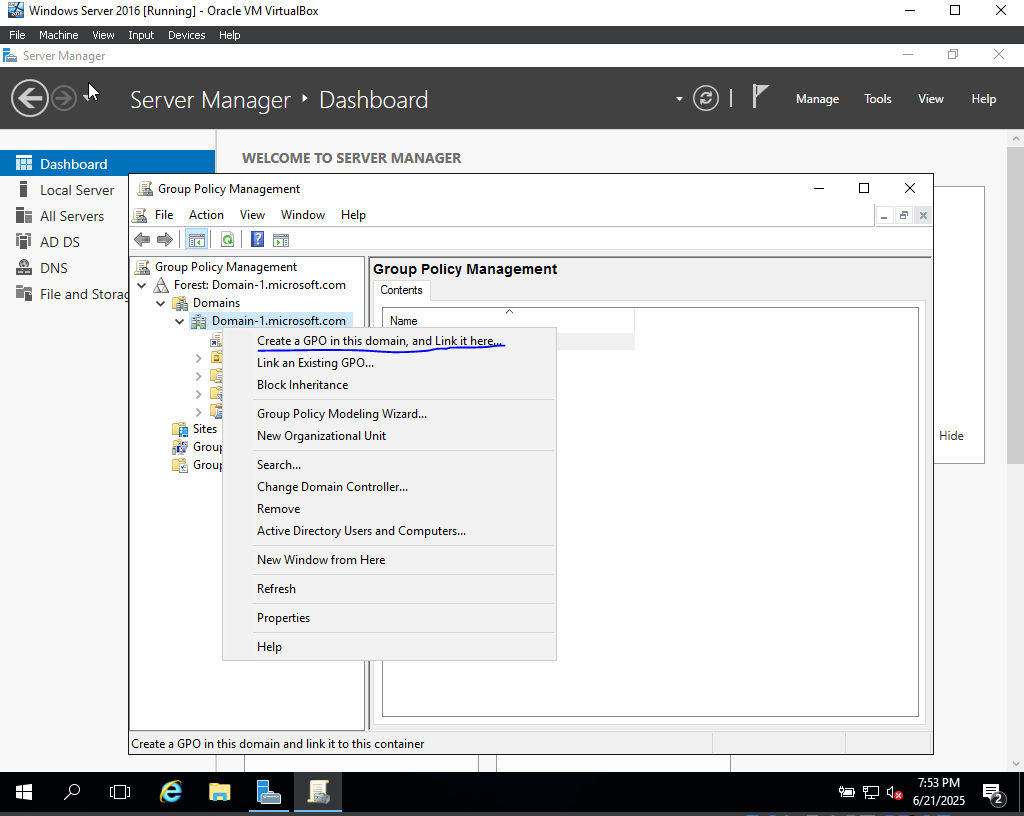 Windows Server 2016 [Running] - Oracle VM VirtualBox
File Machine View Input Devices Help
Server Manager
Server Manager ‣ Dashboard
Manage Tools View Help
Dashboard
Local Server
All Servers
AD DS
DNS
File and Storag
WELCOME TO SERVER MANAGER
Hide
Group Policy Management
File Action View Window Help
Group Policy Management
Forest: Domain-1.microsoft.com
Domains
Domain-1.microsoft.com
Sites
Group
Group
Group Policy Management
Contents
Name
Create a GPO in this domain, and Link it here...
Link an Existing GPO...
Block Inheritance
Group Policy Modeling Wizard...
New Organizational Unit
Search...
Change Domain Controller...
Remove
Active Directory Users and Computers...
New Window from Here
Refresh
Properties
Help
Create a GPO in this domain and link it to this container
7:53 PM
6/21/2025
2